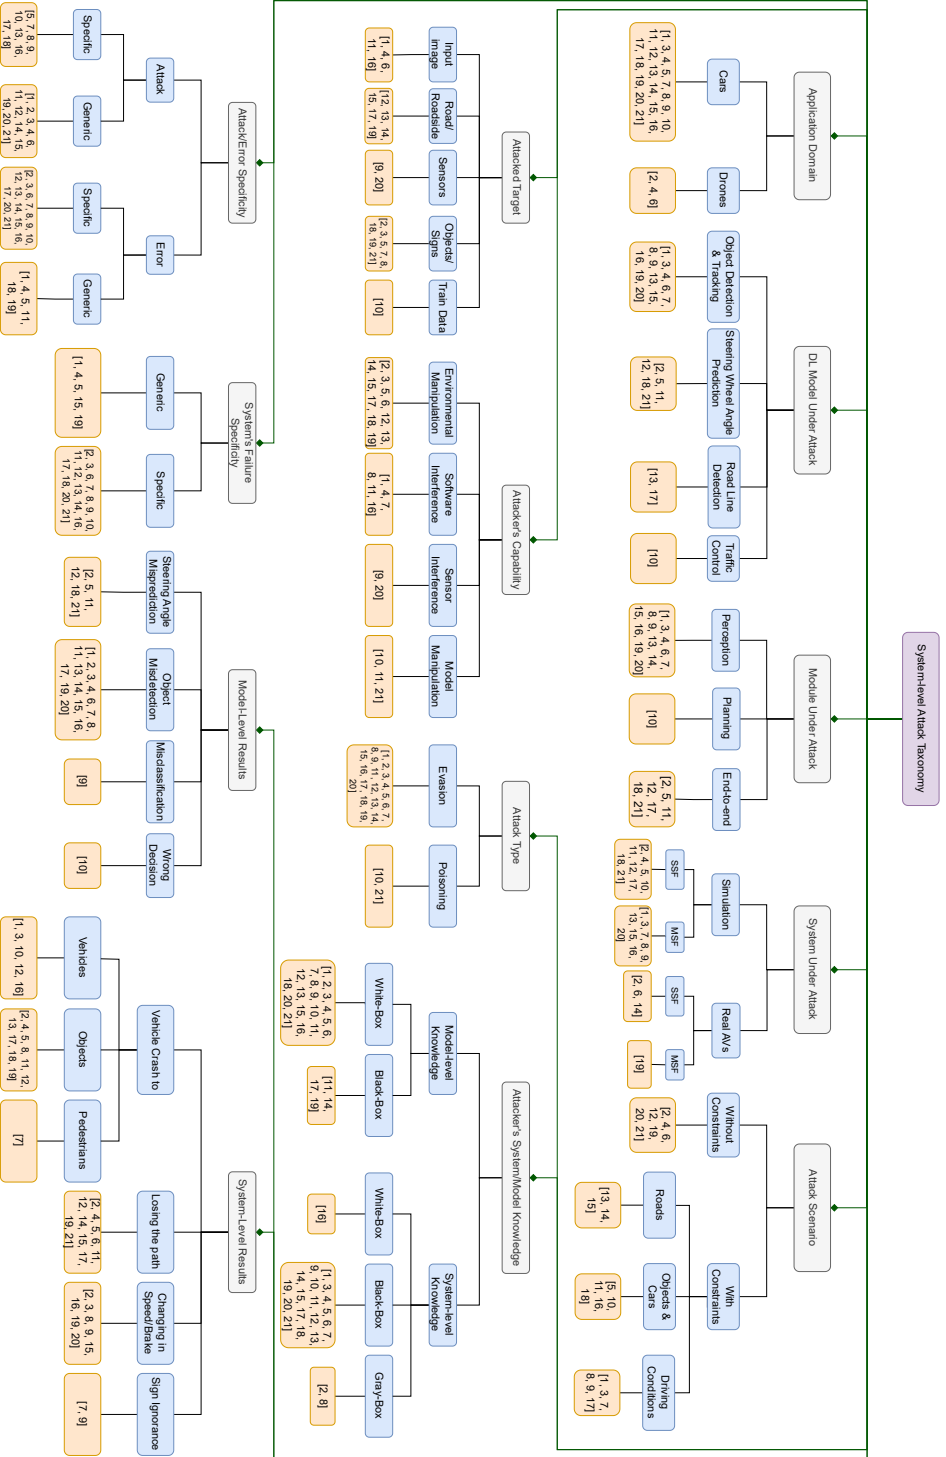 System-level Attack Taxonomy
Application Domain
Cars
[1, 3, 4, 5, 7, 8, 9, 10,
11, 12, 13, 14, 15, 16,
17, 18, 19, 20, 21]
Drones
[2, 4, 6]
DL Model Under Attack
Object Detection
& Tracking
[1, 3, 4, 6, 7,
8, 9, 13, 15,
16, 19, 20]
Steering Wheel Angle
Prediction
[2, 5, 11,
12, 18, 21]
Road Line
Detection
[13, 17]
Traffic
Control
[10]
Module Under Attack
Perception
[1, 3, 4, 6, 7,
8, 9, 13, 14,
15, 16, 19, 20]
Planning
[10]
End-to-end
[2, 5, 11,
12, 17,
18, 21]
System Under Attack
Simulation
SSF
[2, 4, 5, 10,
11, 12, 17,
18, 21]
MSF
[1, 3, 7, 8, 9,
13, 15, 16,
20]
Real AVs
SSF
[2, 6, 14]
MSF
[19]
Attack Scenario
Without
Constraints
[2, 4, 6,
12, 19,
20, 21]
With
Constraints
Roads
[13, 14,
15]
Objects &
Cars
[5, 10,
11, 16,
18]
Driving
Conditions
[1, 3, 7,
8, 9, 17]
Attacked Target
Input
image
[1, 4, 6,
11, 16]
Road/
Roadside
[12, 13, 14,
15, 17, 19]
Sensors
[9, 20]
Objects/
Signs
[2, 3, 5, 7, 8,
18, 19, 21]
Train Data
[10]
Attacker's Capability
Environmental
Manipulation
[2, 3, 5, 6, 12, 13,
14, 15, 17, 18, 19]
Software
Interference
[1, 4, 7,
8, 11, 16]
Sensor
Interference
[9, 20]
Model
Manipulation
[10, 11, 21]
Attack Type
Evasion
[1, 2, 3, 4, 5, 6, 7,
8, 9, 11, 12, 13, 14,
15, 16, 17, 18, 19,
20]
Poisoning
[10, 21]
Attacker's System/Model Knowledge
Model-level
Knowledge
White-Box
[1, 2, 3, 4, 5, 6,
7, 8, 9, 10, 11,
12, 13, 15, 16,
18, 20, 21]
Black-Box
[11, 14,
17, 19]
System-level
Knowledge
White-Box
[16]
Black-Box
[1, 3, 4, 5, 6, 7,
9, 10, 11, 12, 13,
14, 15, 17, 18,
19, 20, 21]
Gray-Box
[2, 8]
Attack/Error Specificity
Attack
Specific
[5, 7, 8, 9,
10, 13, 16,
17, 18]
Generic
[1, 2, 3, 4, 6,
11, 12, 14, 15,
19, 20, 21]
Error
Specific
[2, 3, 6, 7, 8, 9, 10,
12, 13, 14, 15, 16,
17, 20, 21]
Generic
[1, 4, 5, 11,
18, 19]
System's Failure
Specificity
Generic
[1, 4, 5, 15, 19]
Specific
[2, 3, 6, 7, 8, 9, 10,
11, 12, 13, 14, 16,
17, 18, 20, 21]
Model-Level Results
Steering Angle
Misprediction
[2, 5, 11,
12, 18, 21]
Object
Misdetection
[1, 2, 3, 4, 6, 7, 8,
11, 13, 14, 15, 16,
17, 19, 20]
Misclassification
[9]
Wrong
Decision
[10]
System-Level Results
Vehicle Crash to
Vehicles
[1, 3, 10, 12, 16]
Objects
[2, 4, 5, 8, 11, 12,
13, 17, 18, 19]
Pedestrians
[7]
Losing the path
[2, 4, 5, 6, 11,
12, 14, 15, 17,
19, 21]
Changing in
Speed/Brake
[2, 3, 8, 9, 15,
16, 19, 20]
Sign Ignorance
[7, 9]